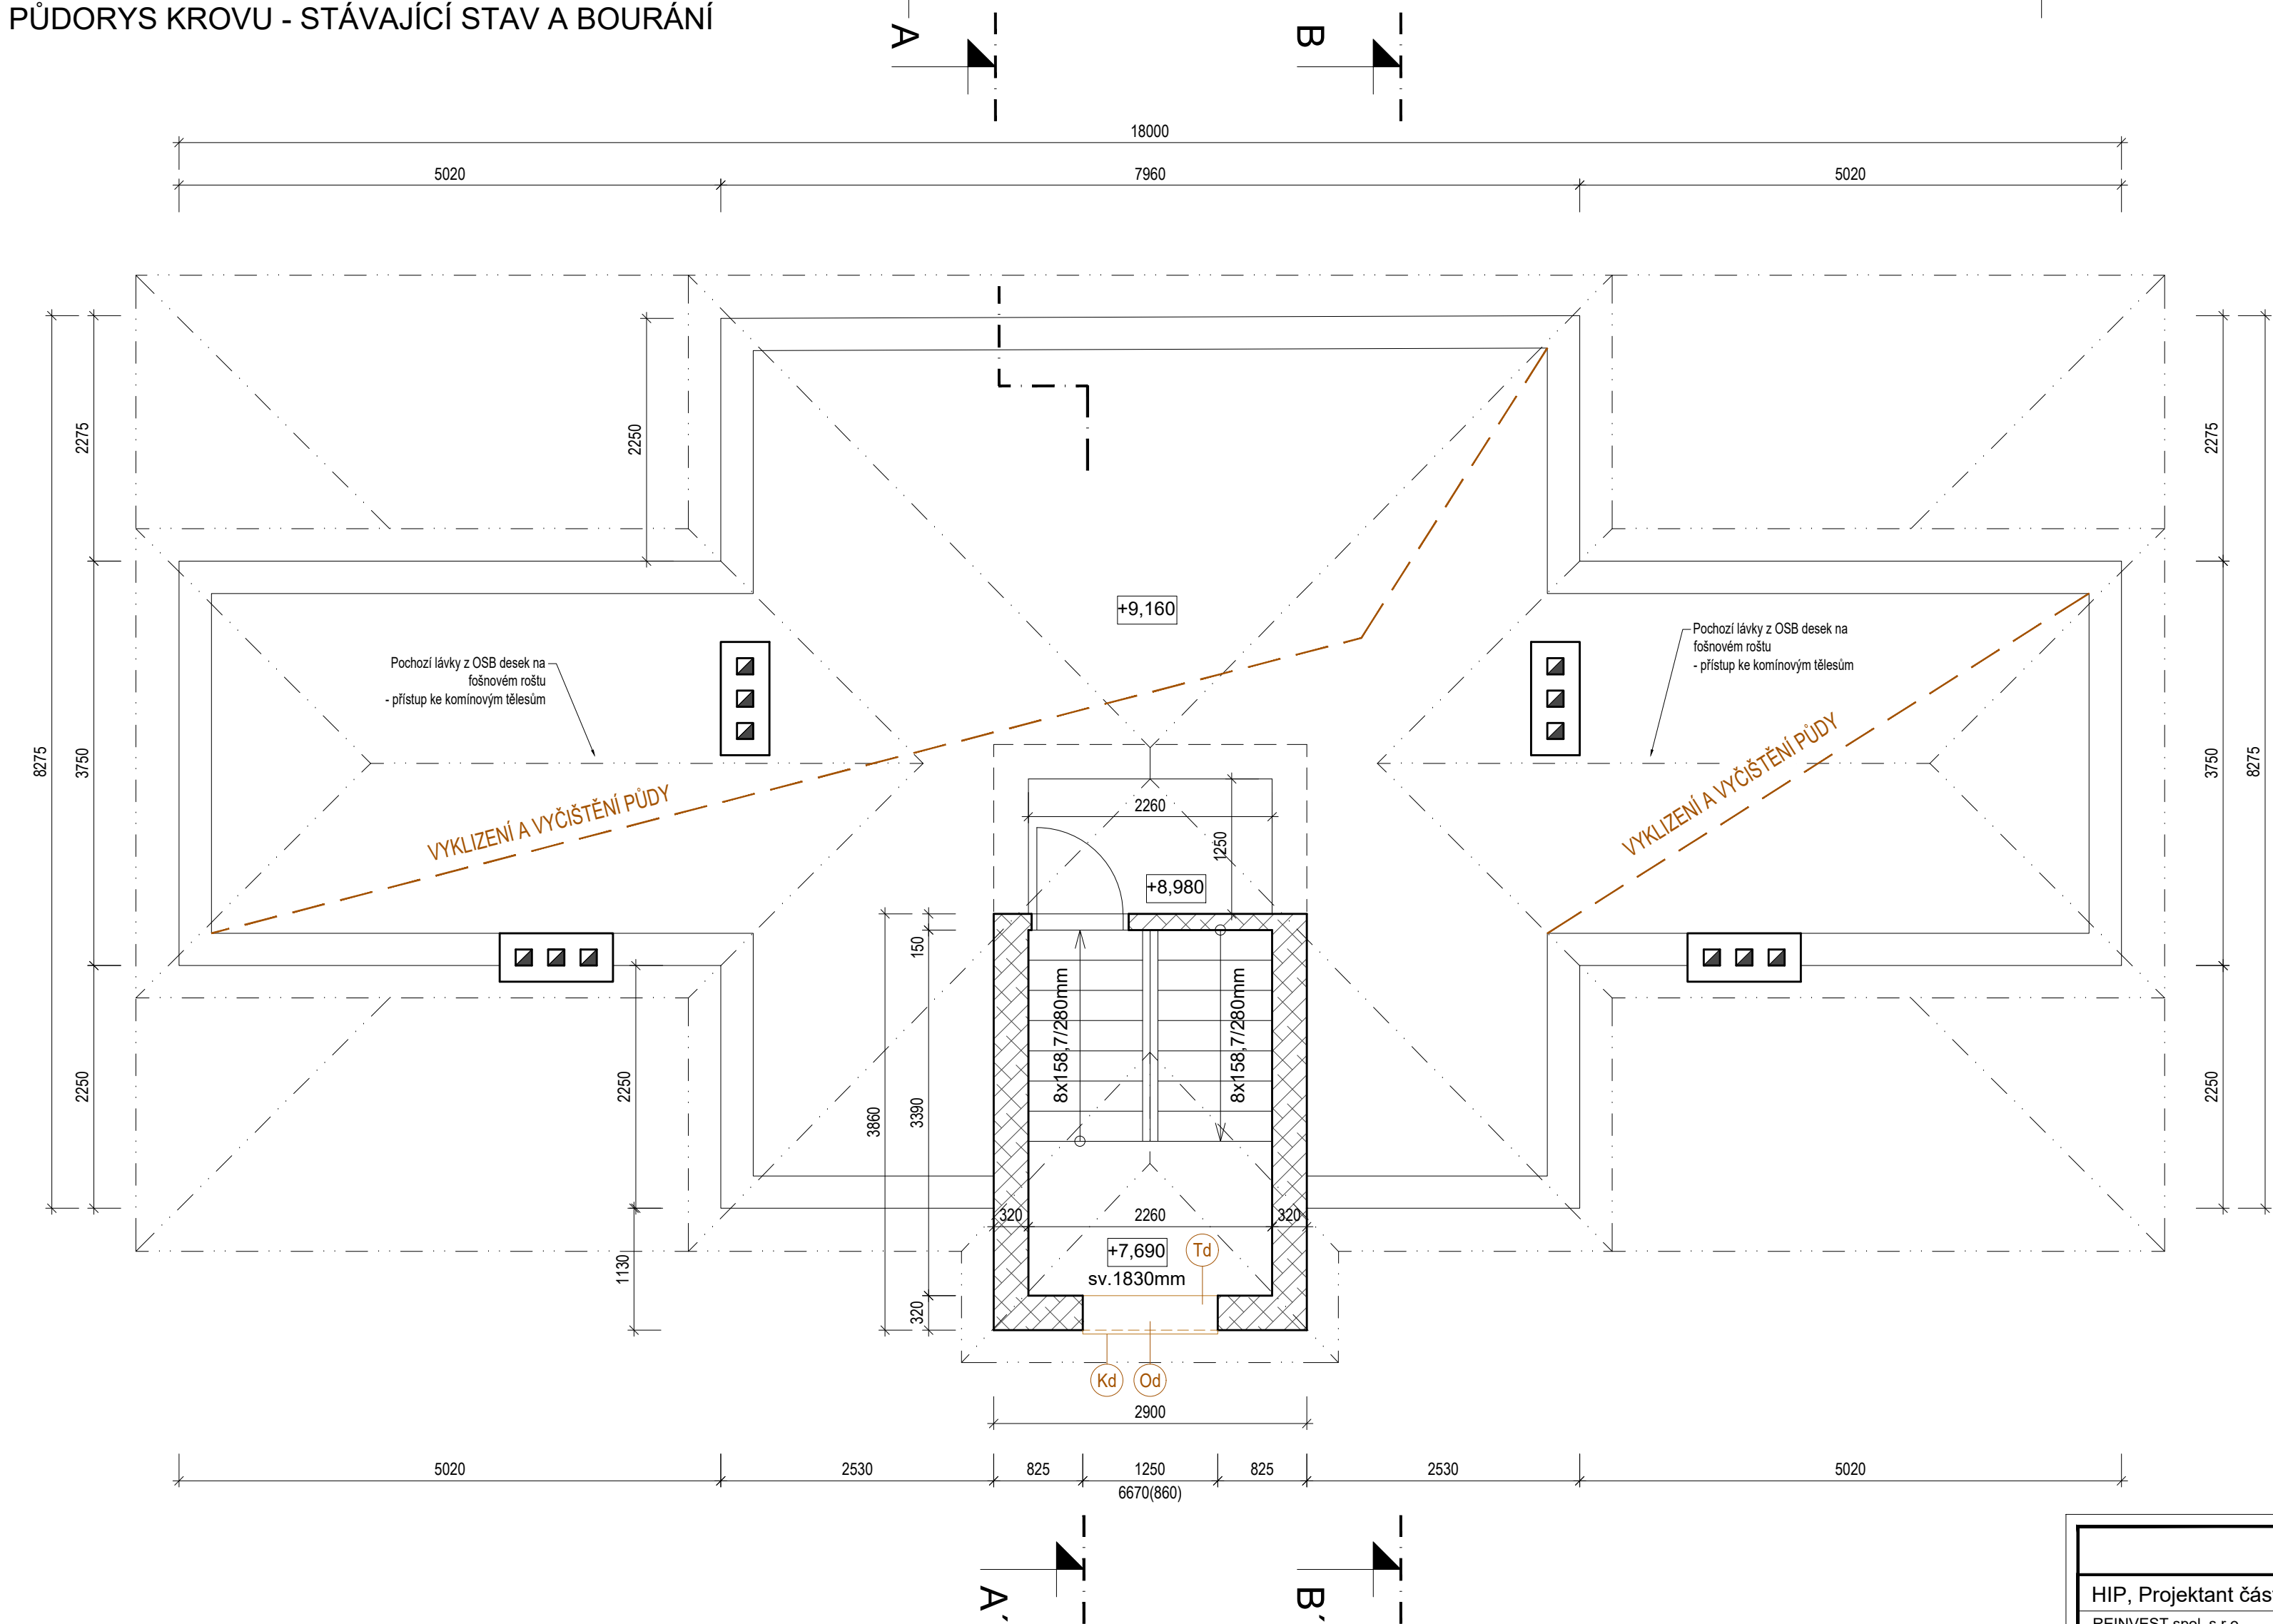 PŮDORYS KROVU - STÁVAJÍCÍ STAV A BOURÁNÍ
A
B
18000
5020
7960
5020
2275
2250
2275
+9,160
Pochozí lávky z OSB desek na
fošnovém roštu
- přístup ke komínovým tělesům
Pochozí lávky z OSB desek na
fošnovém roštu
- přístup ke komínovým tělesům
8275
3750
3750
8275
VYKLIZENÍ A VYČIŠTĚNÍ PŮDY
VYKLIZENÍ A VYČIŠTĚNÍ PŮDY
2260
1250
+8,980
150
8x158,7/280mm
8x158,7/280mm
2250
2250
3860
3390
2250
320
2260
320
+7,690
Td
sv.1830mm
1130
320
Kd
Od
2900
5020
2530
825
1250
825
2530
5020
6670(860)
A´
B´
HIP, Projektant čás